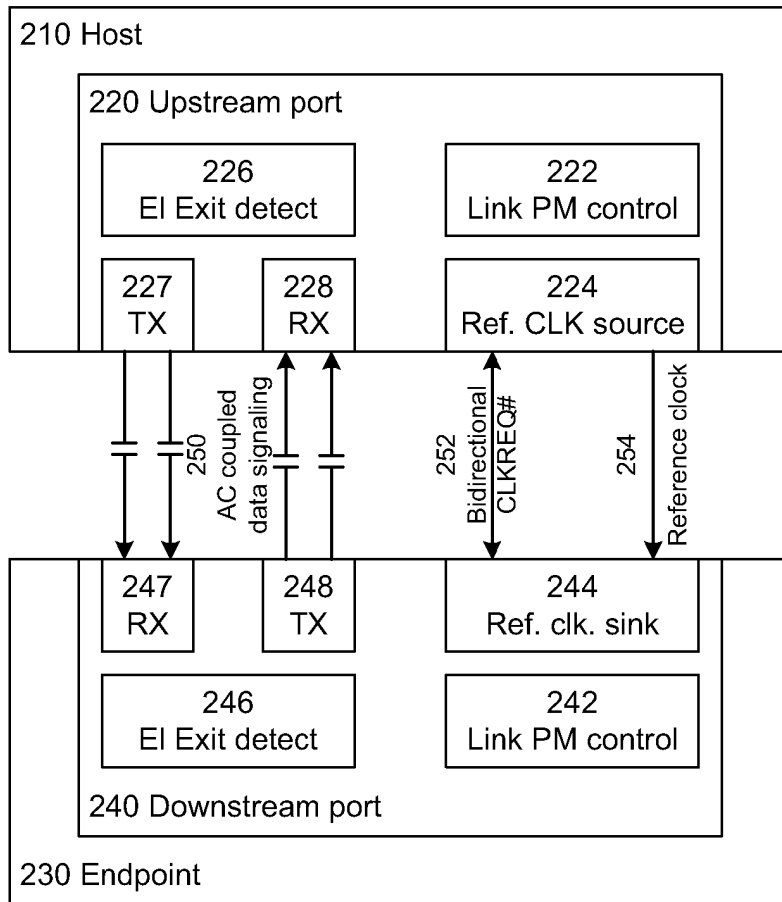 210 Host
220 Upstream port
226
EI Exit detect
222
Link PM control
227
TX
228
RX
224
Ref. CLK source
250
AC coupled
data signaling
252
Bidirectional
CLKREQ#
254
Reference clock
247
RX
248
TX
244
Ref. clk. sink
246
EI Exit detect
242
Link PM control
240 Downstream port
230 Endpoint